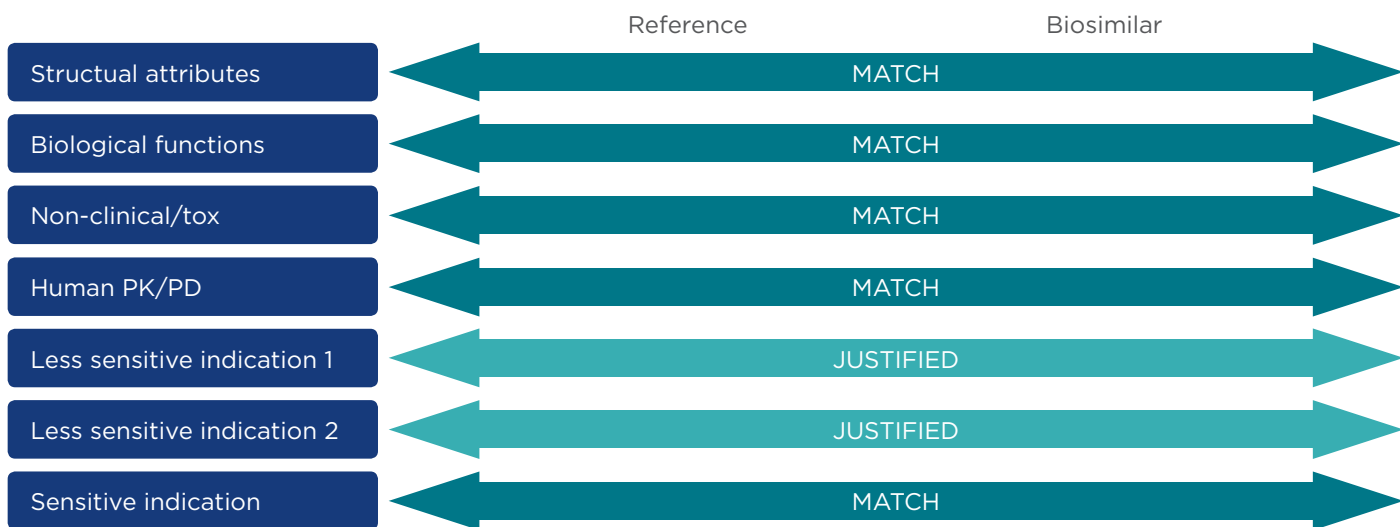 Reference Biosimilar
Structual attributes MATCH
Biological functions MATCH
Non-clinical/tox MATCH
Human PK/PD MATCH
Less sensitive indication 1 JUSTIFIED
Less sensitive indication 2 JUSTIFIED
Sensitive indication MATCH